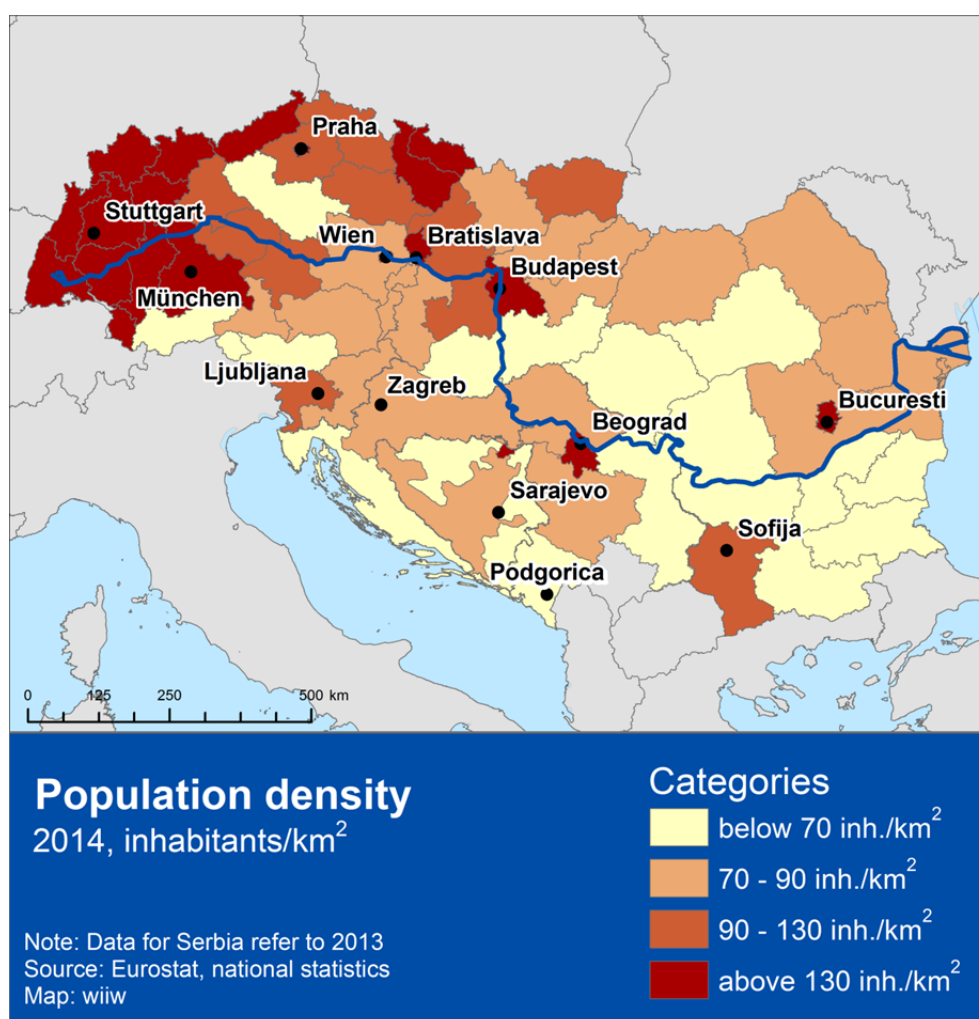 Praha
Stuttgart
Wien
Bratislava
Budapest
München
Ljubljana
Zagreb
Bucuresti
Beograd
Sarajevo
Sofija
Podgorica
0 125 250 500 km
Population density
2014, inhabitants/km²
Note: Data for Serbia refer to 2013
Source: Eurostat, national statistics
Map: wiiw
Categories
below 70 inh./km²
70 - 90 inh./km²
90 - 130 inh./km²
above 130 inh./km²